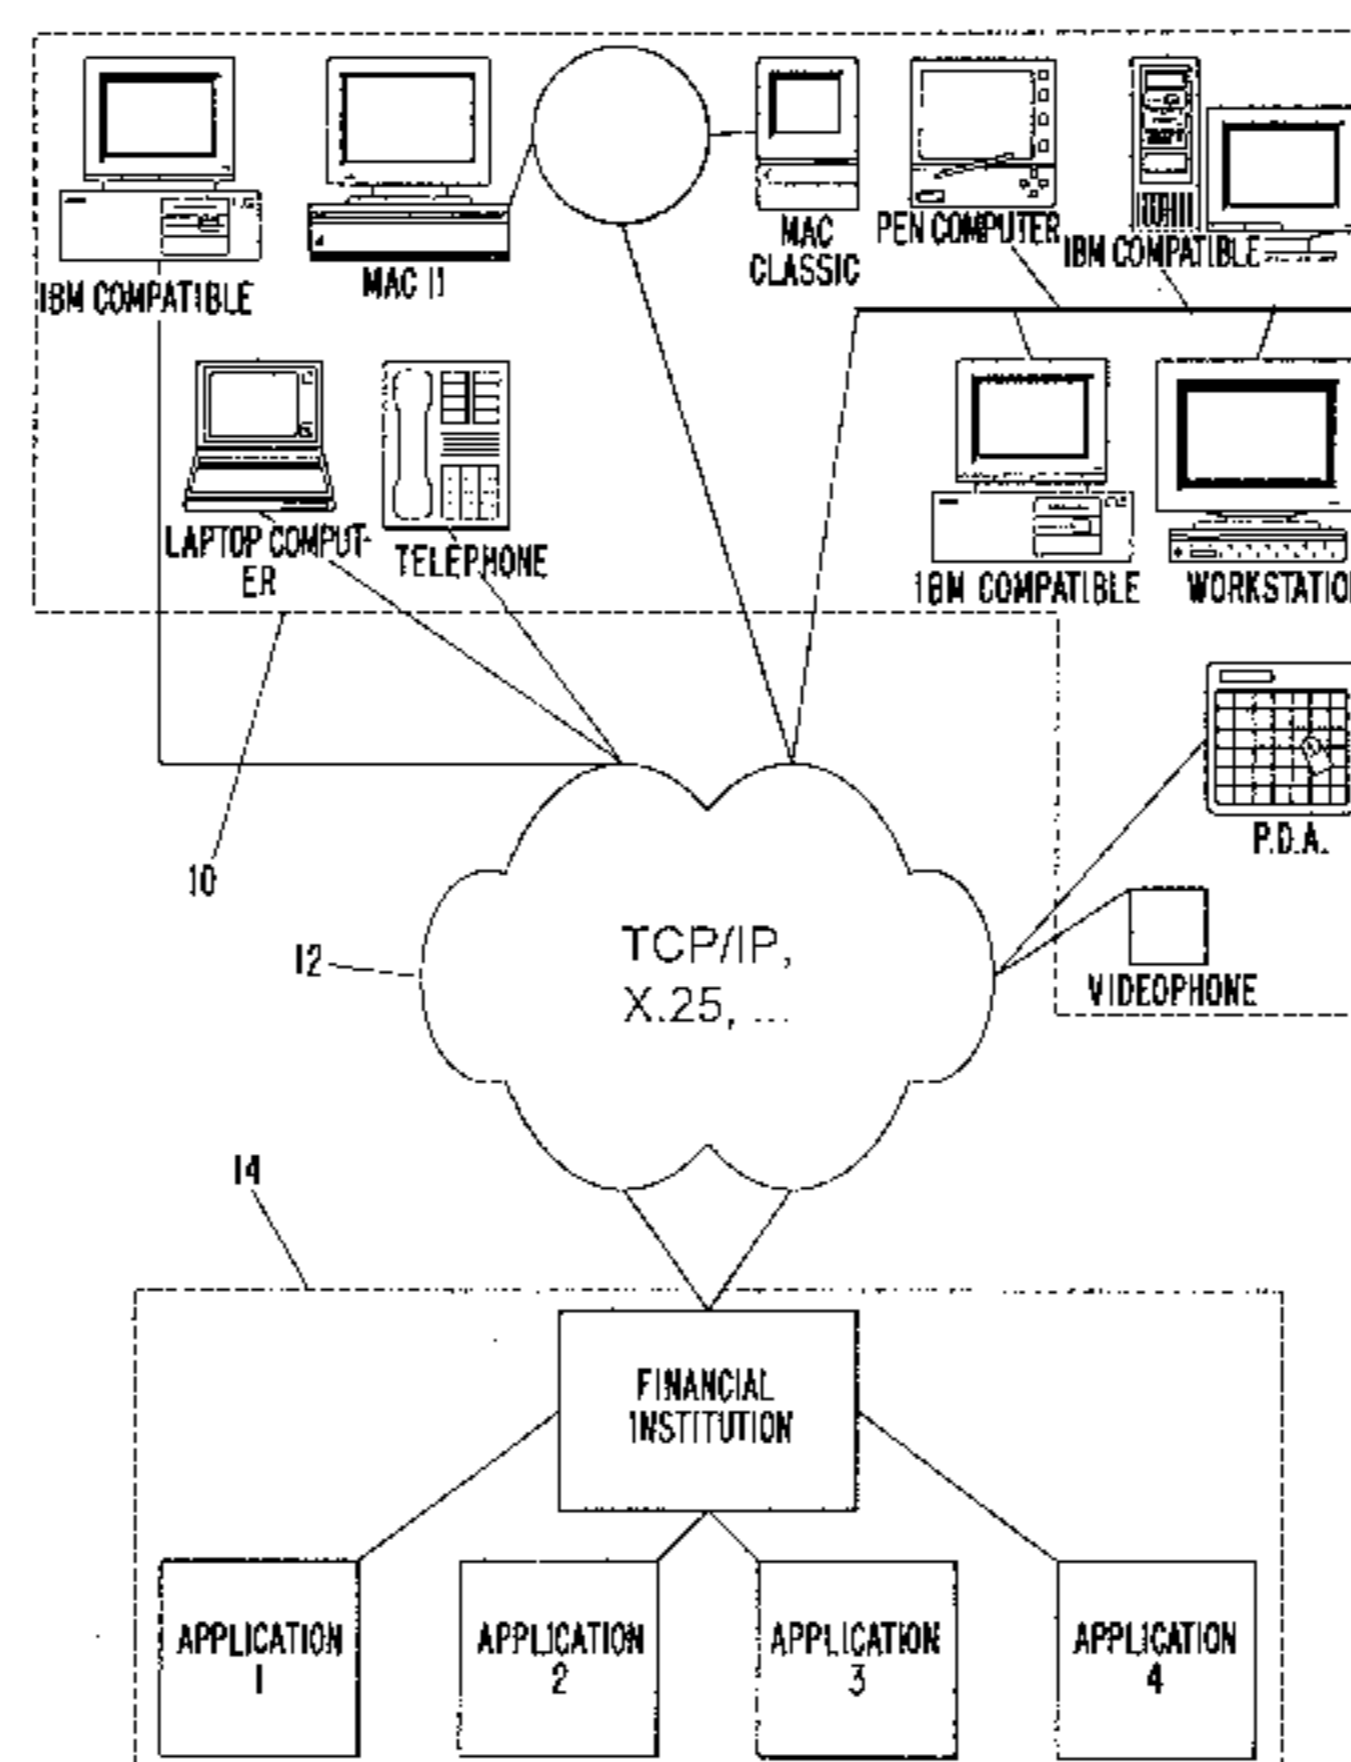 IBM COMPATIBLE
MAC II
MAC
CLASSIC
PEN COMPUTER
IBM COMPATIBLE
LAPTOP COMPUT-
ER
TELEPHONE
IBM COMPATIBLE
WORKSTATION
P.D.A.
10
12
TCP/IP,
X.25, ...
VIDEOPHONE
14
FINANCIAL
INSTITUTION
APPLICATION
1
APPLICATION
2
APPLICATION
3
APPLICATION
4